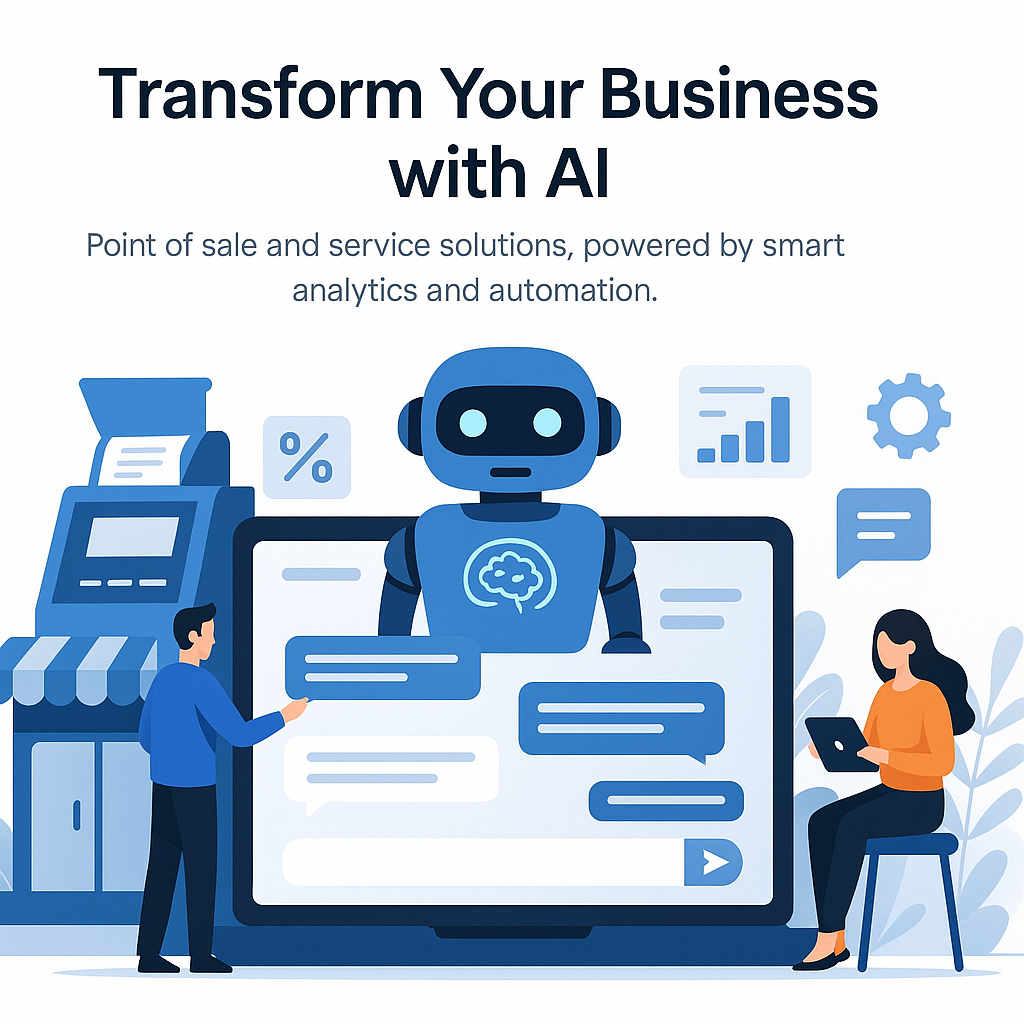 Transform Your Business
with AI
Point of sale and service solutions, powered by smart
analytics and automation.
%